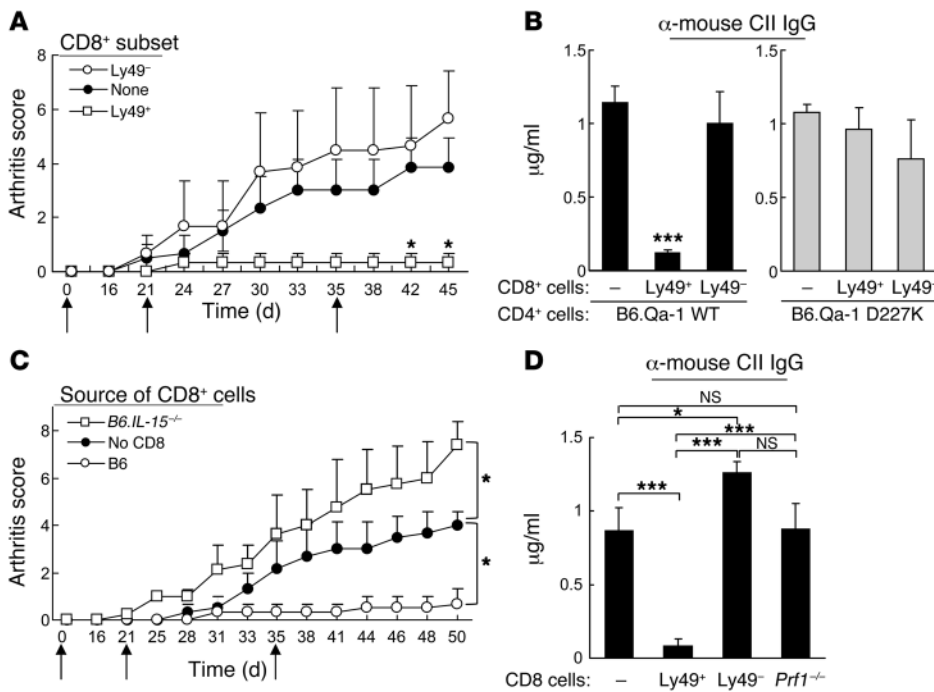 A
CD8⁺ subset
Ly49⁻
None
Ly49⁺
Arthritis score
8
6
4
2
0
* *
0 16 21 24 27 30 33 35 38 42 45
Time (d)
B
α-mouse CII IgG
µg/ml
1.5
1
0.5
0
***
1.5
1
0.5
0
CD8⁺ cells: – Ly49⁺ Ly49⁻ – Ly49⁺ Ly49⁻
CD4⁺ cells: B6.Qa-1 WT B6.Qa-1 D227K
C
Source of CD8⁺ cells
B6.IL-15⁻/⁻
No CD8
B6
Arthritis score
8
6
4
2
0
*
*
0 16 21 25 28 31 33 35 38 41 44 46 48 50
Time (d)
D
α-mouse CII IgG
NS
*
***
*** NS
***
µg/ml
1.5
1
0.5
0
CD8 cells: – Ly49⁺ Ly49⁻ Prf1⁻/⁻